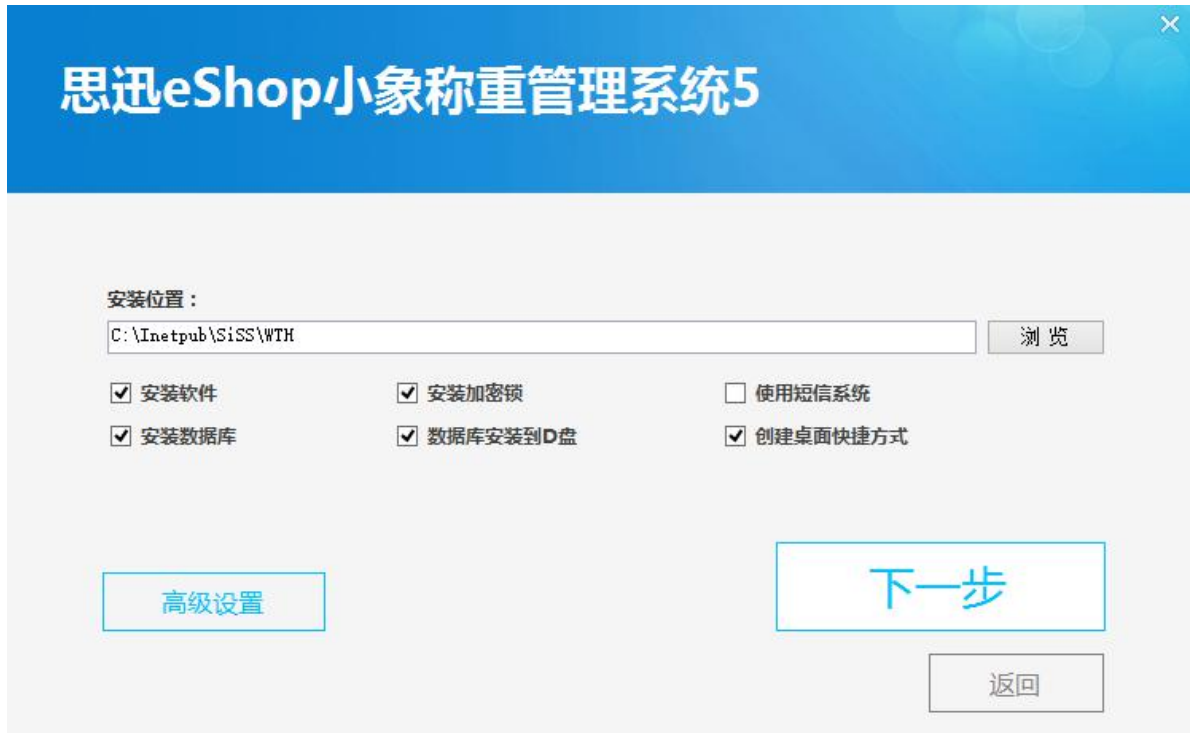 思迅eShop小象称重管理系统5
安装位置：
C:\Inetpub\SiSS\WTH 浏览
安装软件 安装加密锁 使用短信系统
安装数据库 数据库安装到D盘 创建桌面快捷方式
下一步
高级设置
返回